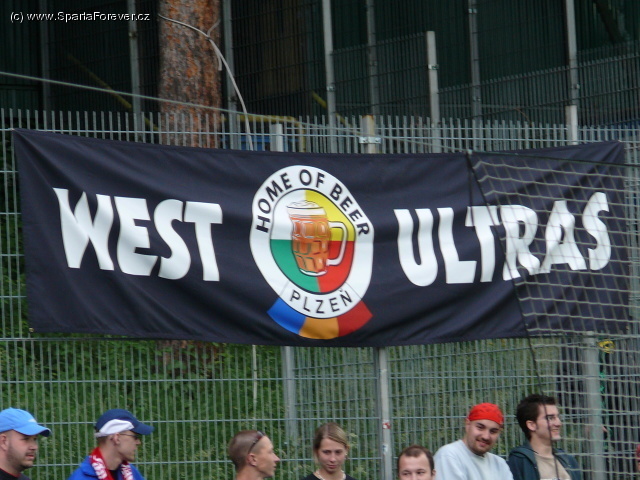 (c) www.SpartaForever.cz
WEST
HOME OF BEER
PLZEŇ
ULTRAS